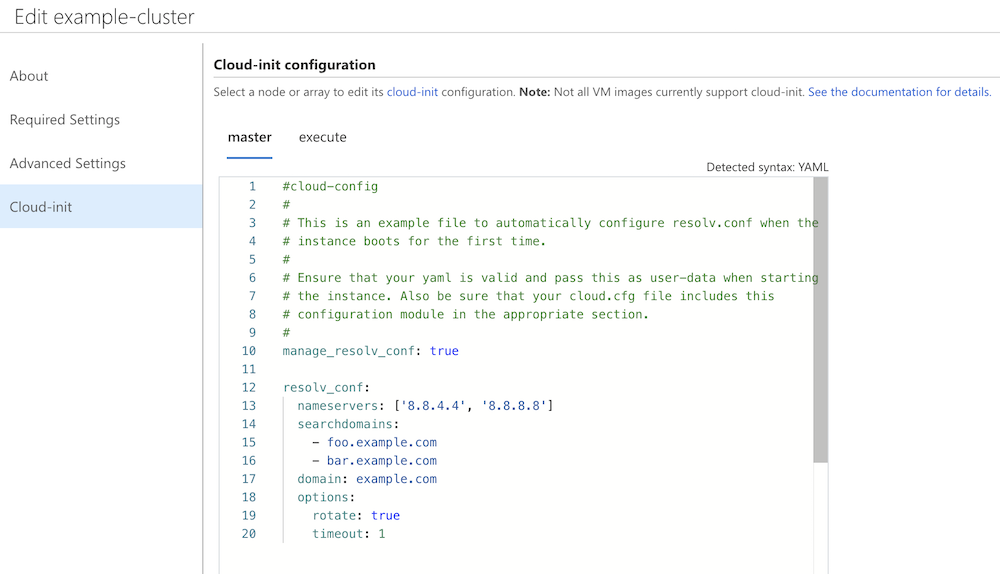 Edit example-cluster
About
Required Settings
Advanced Settings
Cloud-init
Cloud-init configuration
Select a node or array to edit its cloud-init configuration. Note: Not all VM images currently support cloud-init. See the documentation for details.
master execute
Detected syntax: YAML
1 #cloud-config
2 #
3 # This is an example file to automatically configure resolv.conf when the
4 # instance boots for the first time.
5 #
6 # Ensure that your yaml is valid and pass this as user-data when starting
7 # the instance. Also be sure that your cloud.cfg file includes this
8 # configuration module in the appropriate section.
9 #
10 manage_resolv_conf: true
11
12 resolv_conf:
13   nameservers: ['8.8.4.4', '8.8.8.8']
14   searchdomains:
15     - foo.example.com
16     - bar.example.com
17   domain: example.com
18   options:
19     rotate: true
20     timeout: 1